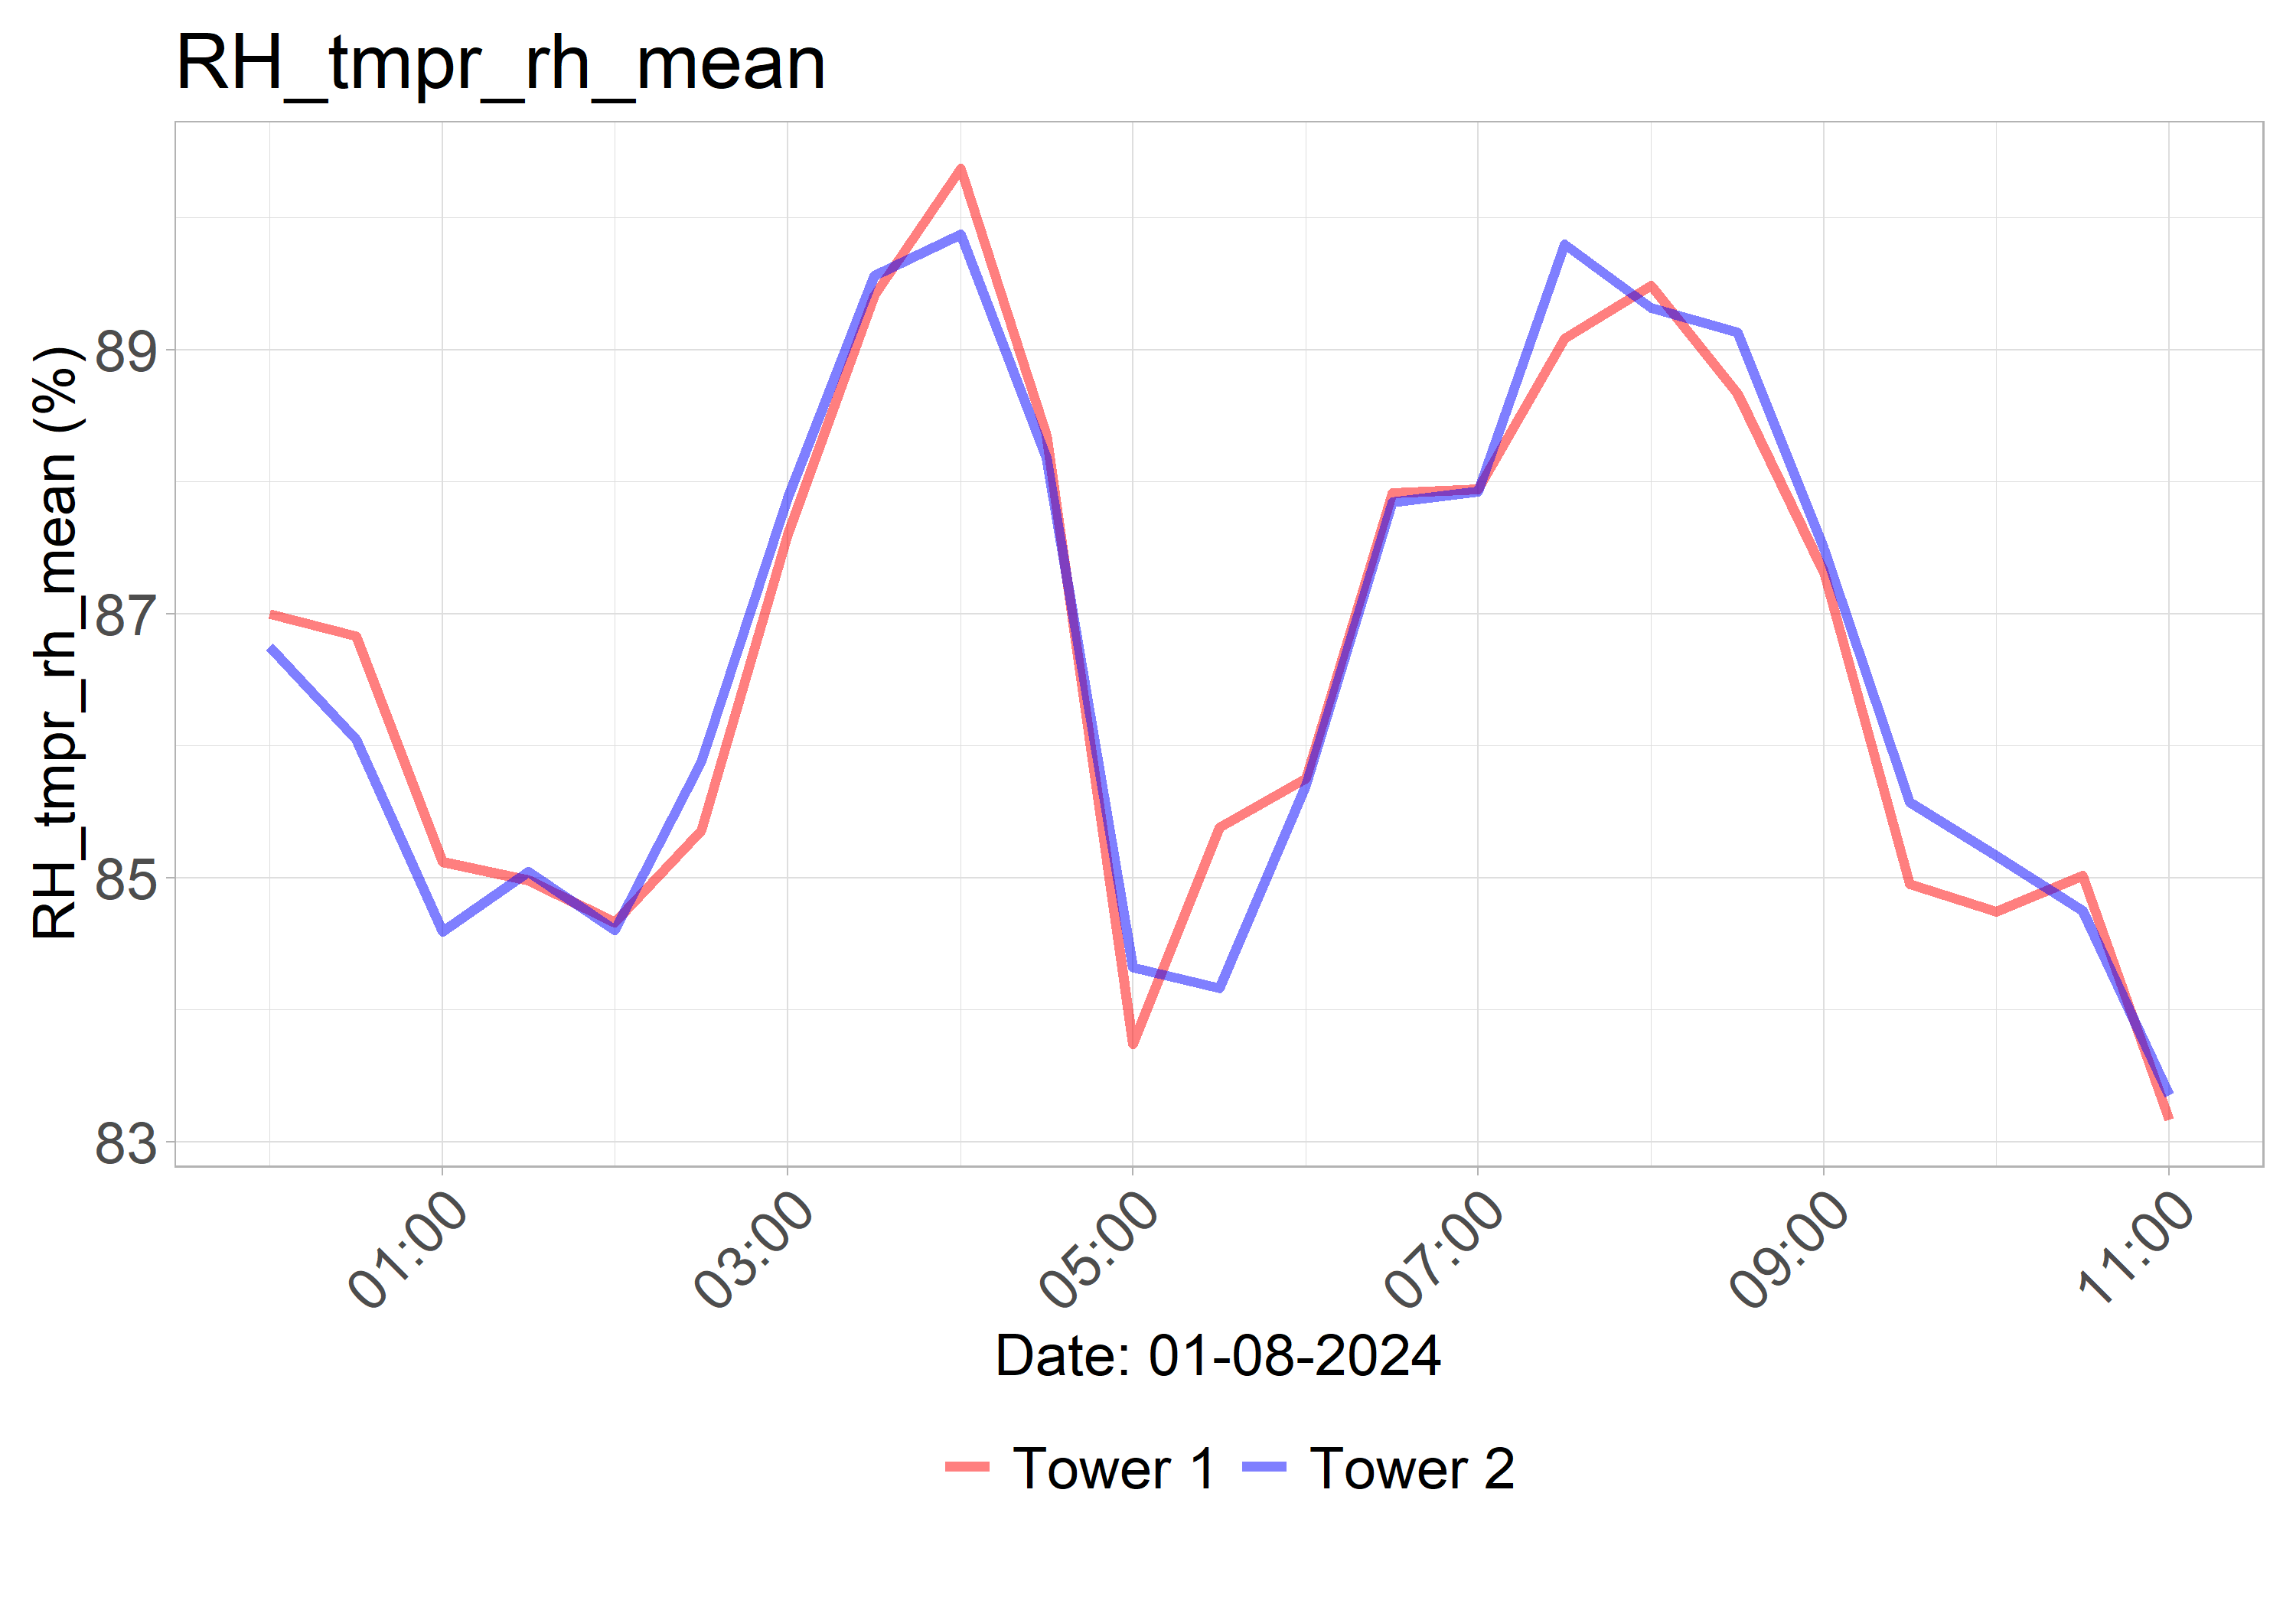 RH_tmpr_rh_mean
RH_tmpr_rh_mean (%)
89
87
85
83
01:00
03:00
05:00
07:00
09:00
11:00
Date: 01-08-2024
Tower 1
Tower 2